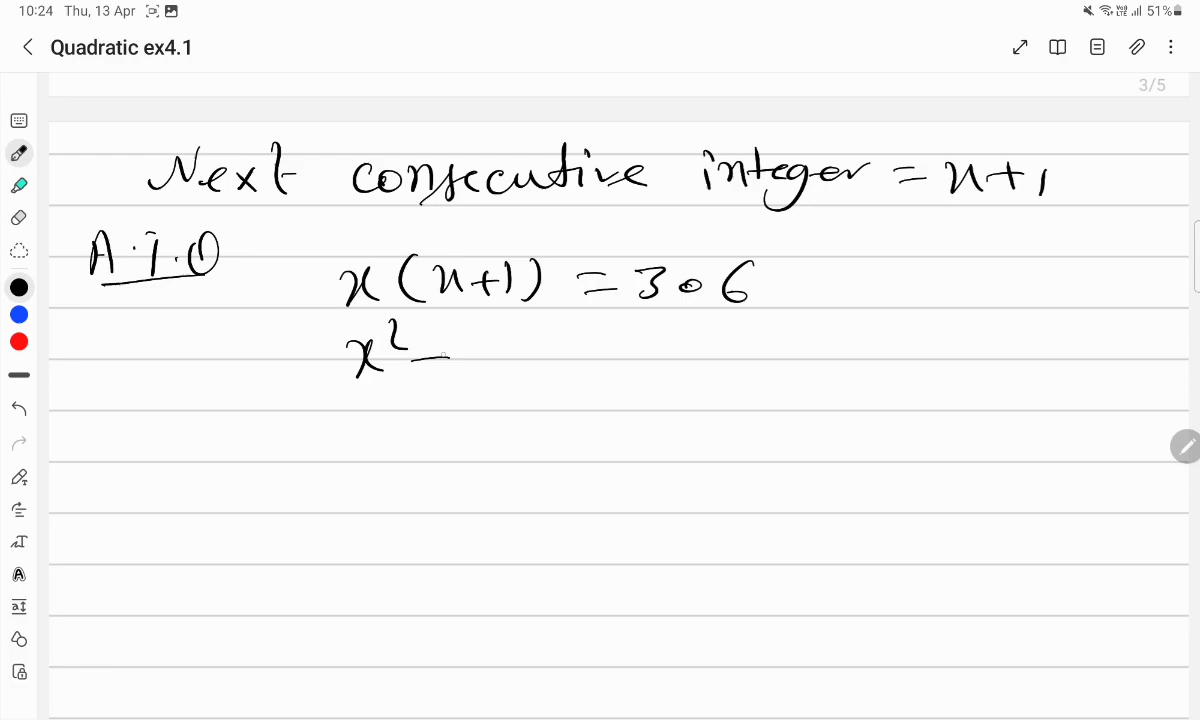 10:24 Thu, 13 Apr 51%
Quadratic ex4.1
3/5
Next consecutive integer = x+1
A.T.Q
x(x+1) = 306
x² −